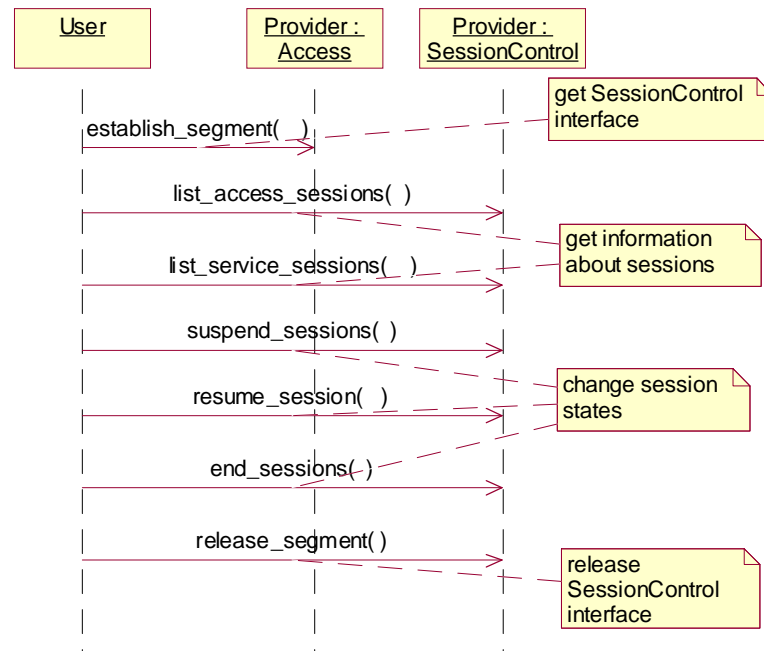 User
Provider :
Access
Provider :
SessionControl
get SessionControl
interface
establish_segment( )
list_access_sessions( )
get information
about sessions
list_service_sessions( )
suspend_sessions( )
change session
states
resume_session( )
end_sessions( )
release_segment( )
release
SessionControl
interface